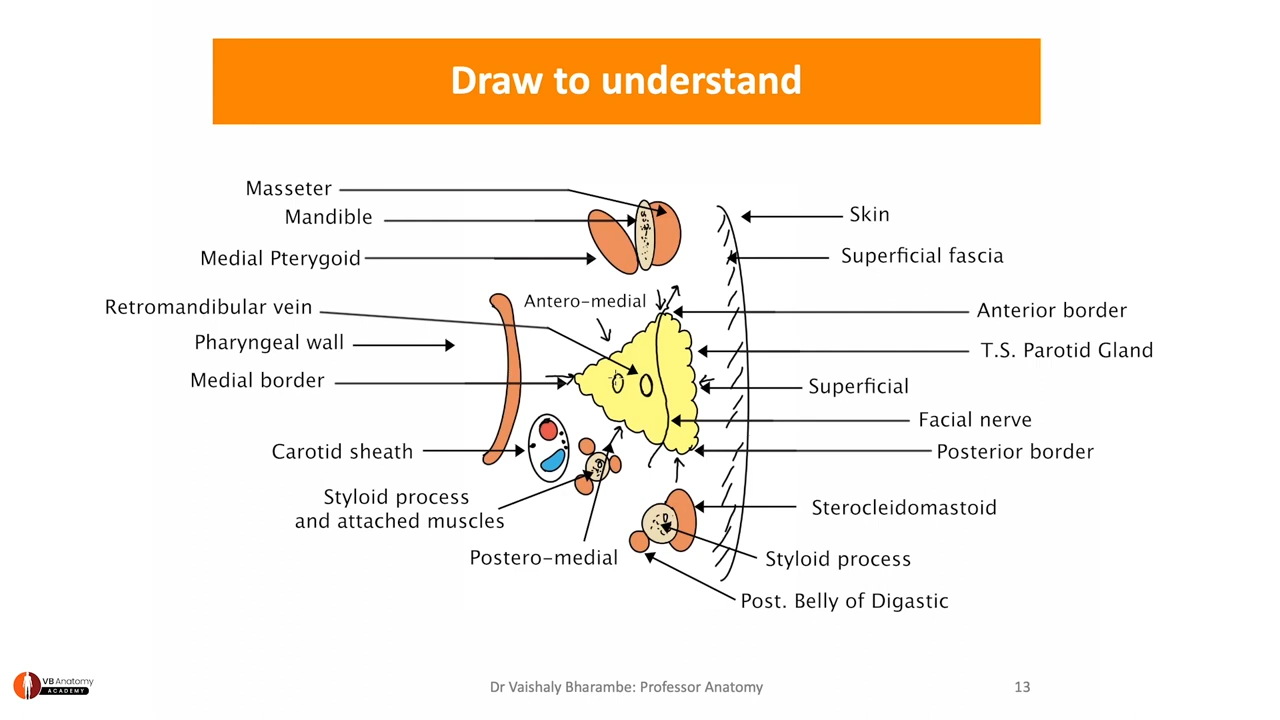 Draw to understand
Masseter
Mandible
Medial Pterygoid
Retromandibular vein
Antero-medial
Pharyngeal wall
Medial border
Carotid sheath
Styloid process
and attached muscles
Postero-medial
Skin
Superficial fascia
Anterior border
T.S. Parotid Gland
Superficial
Facial nerve
Posterior border
Sterocleidomastoid
Styloid process
Post. Belly of Digastic
VB Anatomy
ACADEMY
Dr Vaishaly Bharambe: Professor Anatomy
13